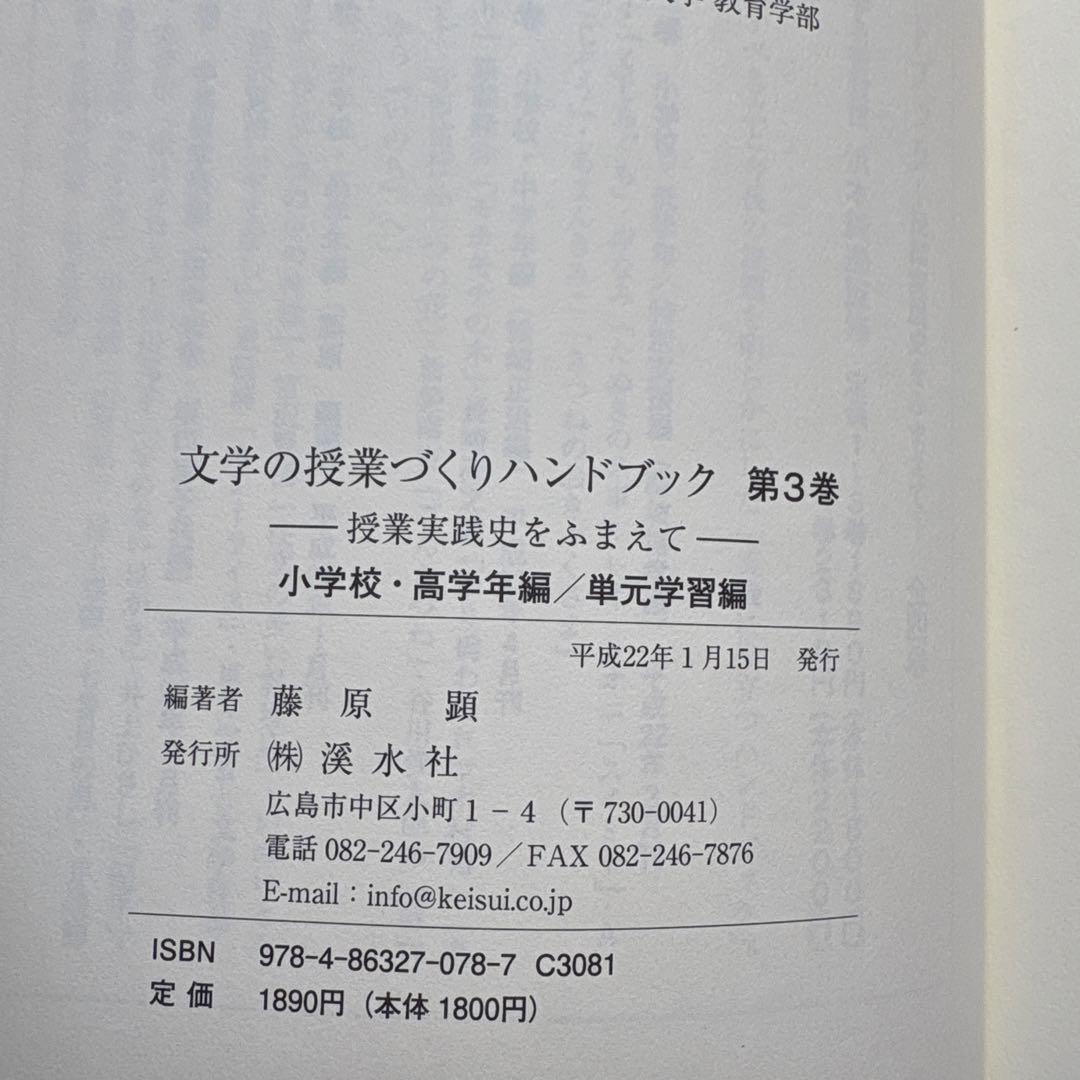 教育学部
文学の授業づくりハンドブック 第3巻
── 授業実践史をふまえて ──
小学校・高学年編／単元学習編
平成22年1月15日 発行
編著者 藤原 顕
発行所 ㈱ 溪水社
広島市中区小町1-4（〒730-0041）
電話 082-246-7909／FAX 082-246-7876
E-mail：info@keisui.co.jp
ISBN 978-4-86327-078-7 C3081
定価 1890円（本体 1800円）